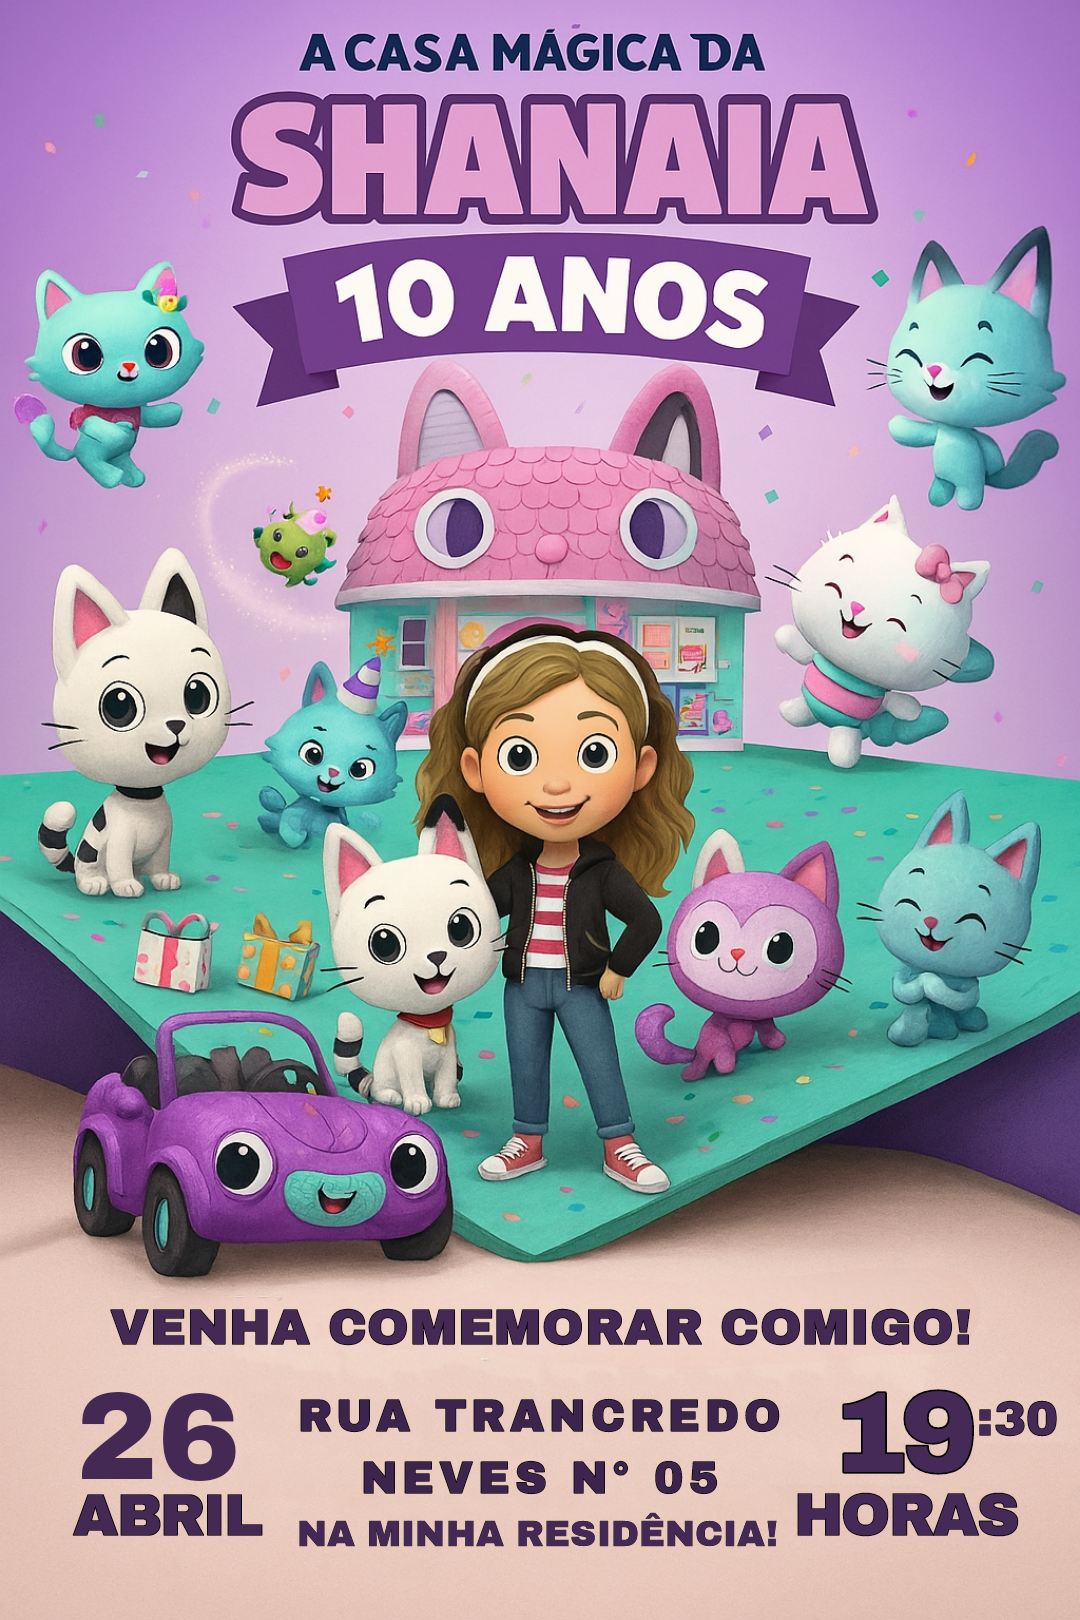 A CASA MÁGICA DA
SHANAIA
10 ANOS
VENHA COMEMORAR COMIGO!
26
ABRIL
RUA TRANCREDO
NEVES N° 05
NA MINHA RESIDÊNCIA!
19:30
HORAS